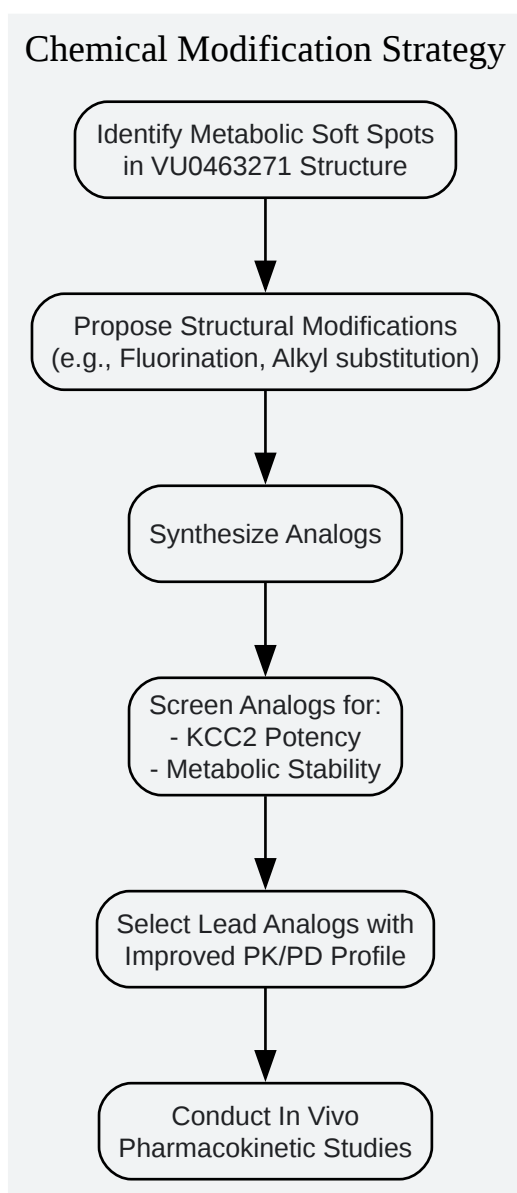 Chemical Modification Strategy
Identify Metabolic Soft Spots
in VU0463271 Structure
Propose Structural Modifications
(e.g., Fluorination, Alkyl substitution)
Synthesize Analogs
Screen Analogs for:
- KCC2 Potency
- Metabolic Stability
Select Lead Analogs with
Improved PK/PD Profile
Conduct In Vivo
Pharmacokinetic Studies